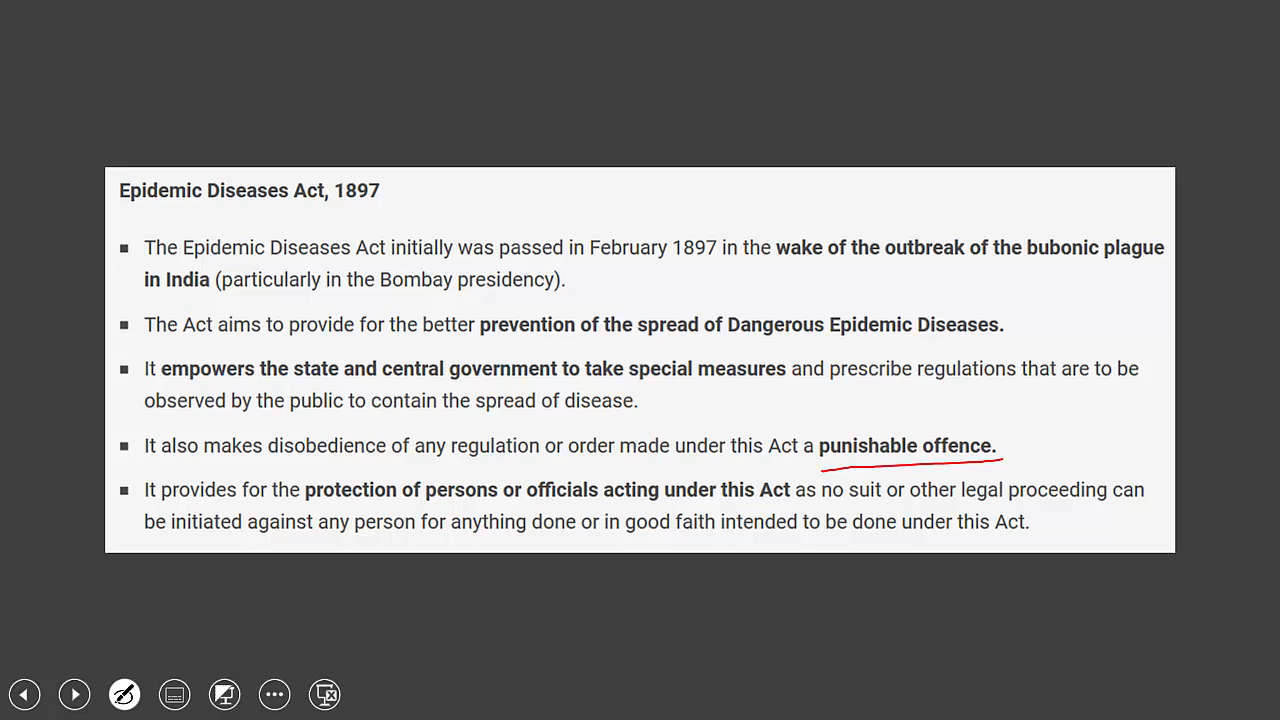 Epidemic Diseases Act, 1897
▪ The Epidemic Diseases Act initially was passed in February 1897 in the wake of the outbreak of the bubonic plague
in India (particularly in the Bombay presidency).
▪ The Act aims to provide for the better prevention of the spread of Dangerous Epidemic Diseases.
▪ It empowers the state and central government to take special measures and prescribe regulations that are to be
observed by the public to contain the spread of disease.
▪ It also makes disobedience of any regulation or order made under this Act a punishable offence.
▪ It provides for the protection of persons or officials acting under this Act as no suit or other legal proceeding can
be initiated against any person for anything done or in good faith intended to be done under this Act.